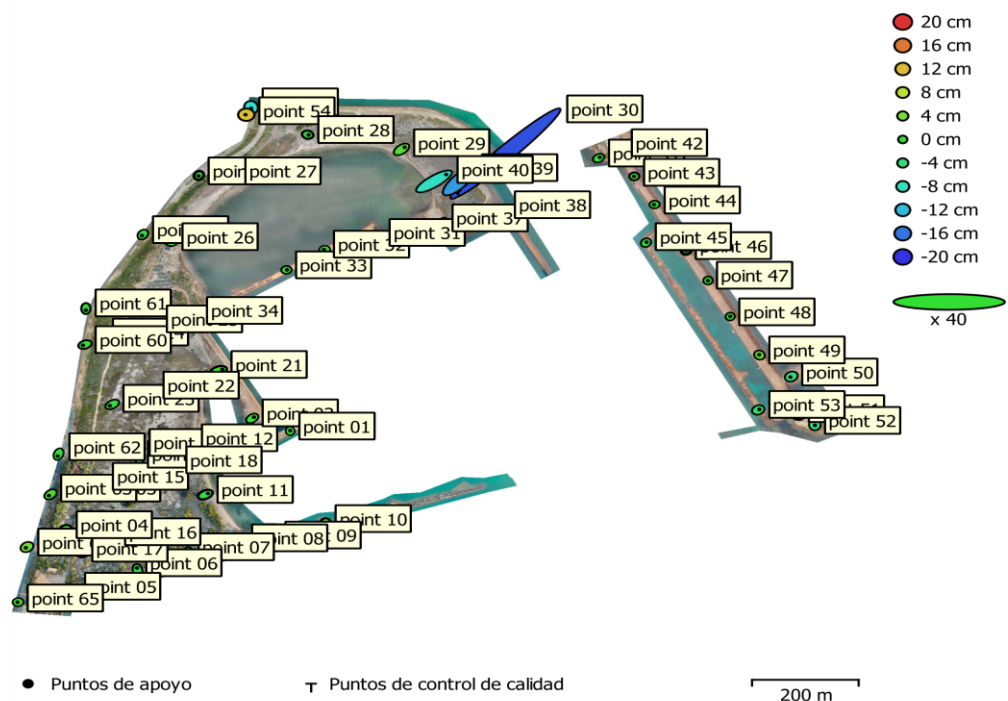 20 cm
16 cm
12 cm
8 cm
4 cm
0 cm
-4 cm
-8 cm
-12 cm
-16 cm
-20 cm
x 40
point 54
point 28
point 29
point 30
point 42
point 43
point 44
point 27
point 40
39
point 38
point 37
point 31
point 32
point 33
point 26
point 45
point 46
point 47
point 48
point 49
point 50
point 53
point 52
point 61
point 34
point 60
point 21
point 22
point 01
point 12
point 62
point 18
point 15
point 11
point 04
point 16
point 10
point 09
point 08
point 07
point 17
point 06
point 05
point 65
Puntos de apoyo
Puntos de control de calidad
200 m